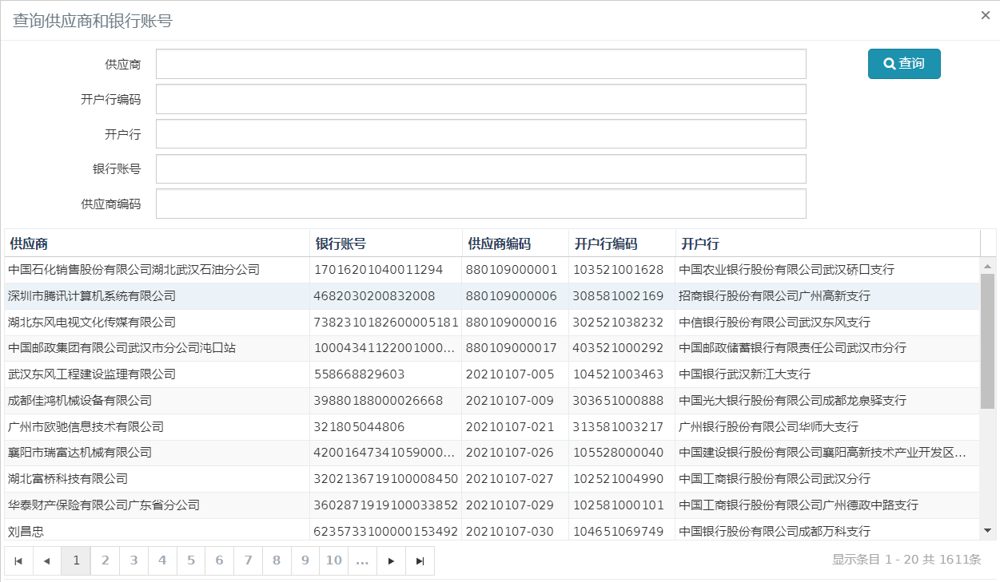 查询供应商和银行账号 ×
供应商 查询
开户行编码
开户行
银行账号
供应商编码
供应商 银行账号 供应商编码 开户行编码 开户行
中国石化销售股份有限公司湖北武汉石油分公司 17016201040011294 880109000001 103521001628 中国农业银行股份有限公司武汉硚口支行
深圳市腾讯计算机系统有限公司 4682030200832008 880109000006 308581002169 招商银行股份有限公司广州高新支行
湖北东风电视文化传媒有限公司 7382310182600005181 880109000016 302521038232 中信银行股份有限公司武汉东风支行
中国邮政集团有限公司武汉市分公司沌口站 10004341122001000... 880109000017 403521000292 中国邮政储蓄银行有限责任公司武汉市分行
武汉东风工程建设监理有限公司 558668829603 20210107-005 104521003463 中国银行武汉新江大支行
成都佳鸿机械设备有限公司 39880188000026668 20210107-009 303651000888 中国光大银行股份有限公司成都龙泉驿支行
广州市欧驰信息技术有限公司 321805044806 20210107-021 313581003217 广州银行股份有限公司华师大支行
襄阳市瑞富达机械有限公司 42001647341059000... 20210107-026 105528000040 中国建设银行股份有限公司襄阳高新技术产业开发区...
湖北富桥科技有限公司 3202136719100008450 20210107-027 102521004990 中国工商银行股份有限公司武汉分行
华泰财产保险有限公司广东省分公司 3602871919100033852 20210107-029 102581000101 中国工商银行股份有限公司广州德政中路支行
刘昌忠 6235733100000153492 20210107-030 104651069749 中国银行股份有限公司成都万科支行
1 2 3 4 5 6 7 8 9 10 ... 显示条目 1 - 20 共 1611条